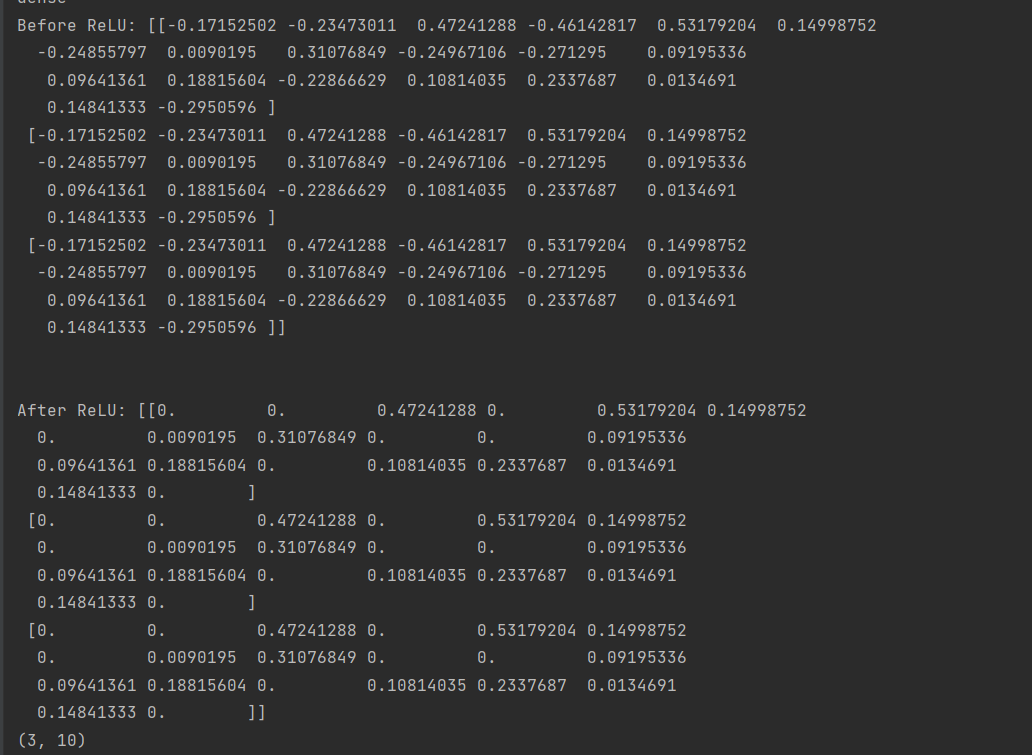 dense
Before ReLU: [[-0.17152502 -0.23473011  0.47241288 -0.46142817  0.53179204  0.14998752
  -0.24855797  0.0090195   0.31076849 -0.24967106 -0.271295    0.09195336
   0.09641361  0.18815604 -0.22866629  0.10814035  0.2337687   0.0134691
   0.14841333 -0.2950596 ]
 [-0.17152502 -0.23473011  0.47241288 -0.46142817  0.53179204  0.14998752
  -0.24855797  0.0090195   0.31076849 -0.24967106 -0.271295    0.09195336
   0.09641361  0.18815604 -0.22866629  0.10814035  0.2337687   0.0134691
   0.14841333 -0.2950596 ]
 [-0.17152502 -0.23473011  0.47241288 -0.46142817  0.53179204  0.14998752
  -0.24855797  0.0090195   0.31076849 -0.24967106 -0.271295    0.09195336
   0.09641361  0.18815604 -0.22866629  0.10814035  0.2337687   0.0134691
   0.14841333 -0.2950596 ]]
After ReLU: [[0.         0.         0.47241288 0.         0.53179204 0.14998752
  0.         0.0090195  0.31076849 0.         0.         0.09195336
  0.09641361 0.18815604 0.         0.10814035 0.2337687  0.0134691
  0.14841333 0.        ]
 [0.         0.         0.47241288 0.         0.53179204 0.14998752
  0.         0.0090195  0.31076849 0.         0.         0.09195336
  0.09641361 0.18815604 0.         0.10814035 0.2337687  0.0134691
  0.14841333 0.        ]
 [0.         0.         0.47241288 0.         0.53179204 0.14998752
  0.         0.0090195  0.31076849 0.         0.         0.09195336
  0.09641361 0.18815604 0.         0.10814035 0.2337687  0.0134691
  0.14841333 0.        ]]
(3, 10)